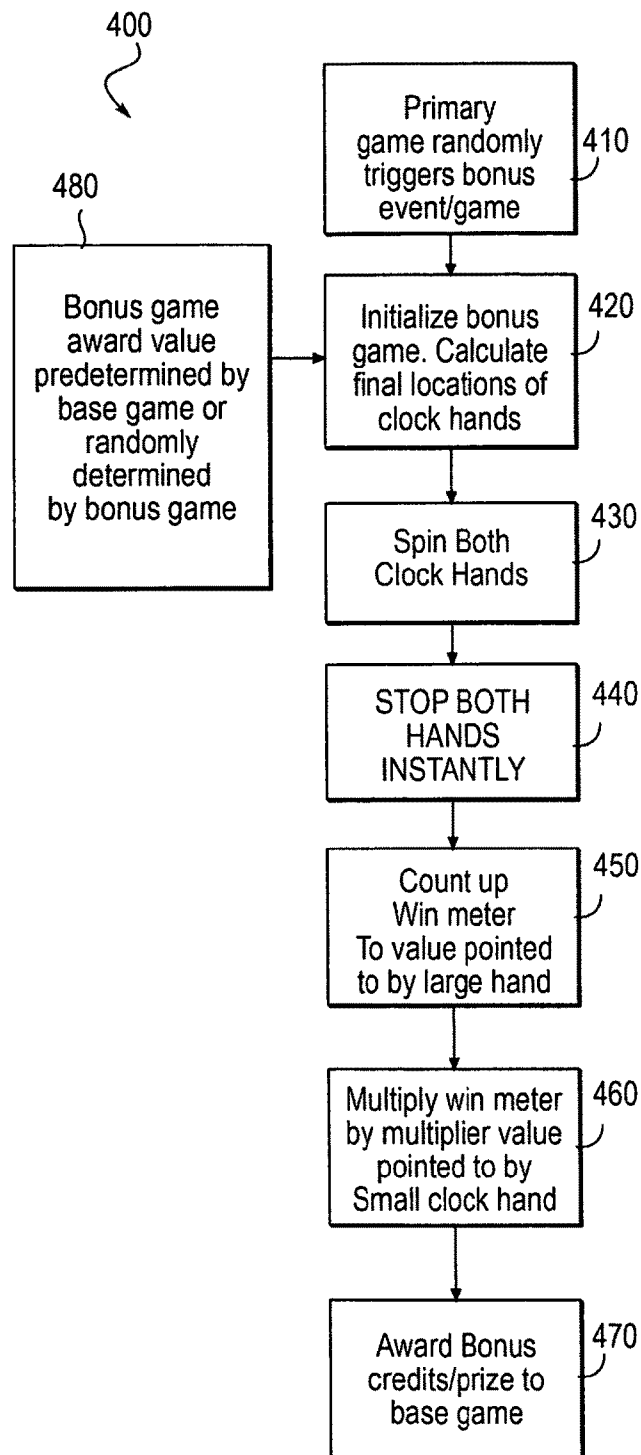 400
Primary
game randomly
triggers bonus
event/game
410
480
Bonus game
award value
predetermined by
base game or
randomly
determined
by bonus game
Initialize bonus
game. Calculate
final locations of
clock hands
420
Spin Both
Clock Hands
430
STOP BOTH
HANDS
INSTANTLY
440
Count up
Win meter
To value pointed
to by large hand
450
Multiply win meter
by multiplier value
pointed to by
Small clock hand
460
Award Bonus
credits/prize to
base game
470